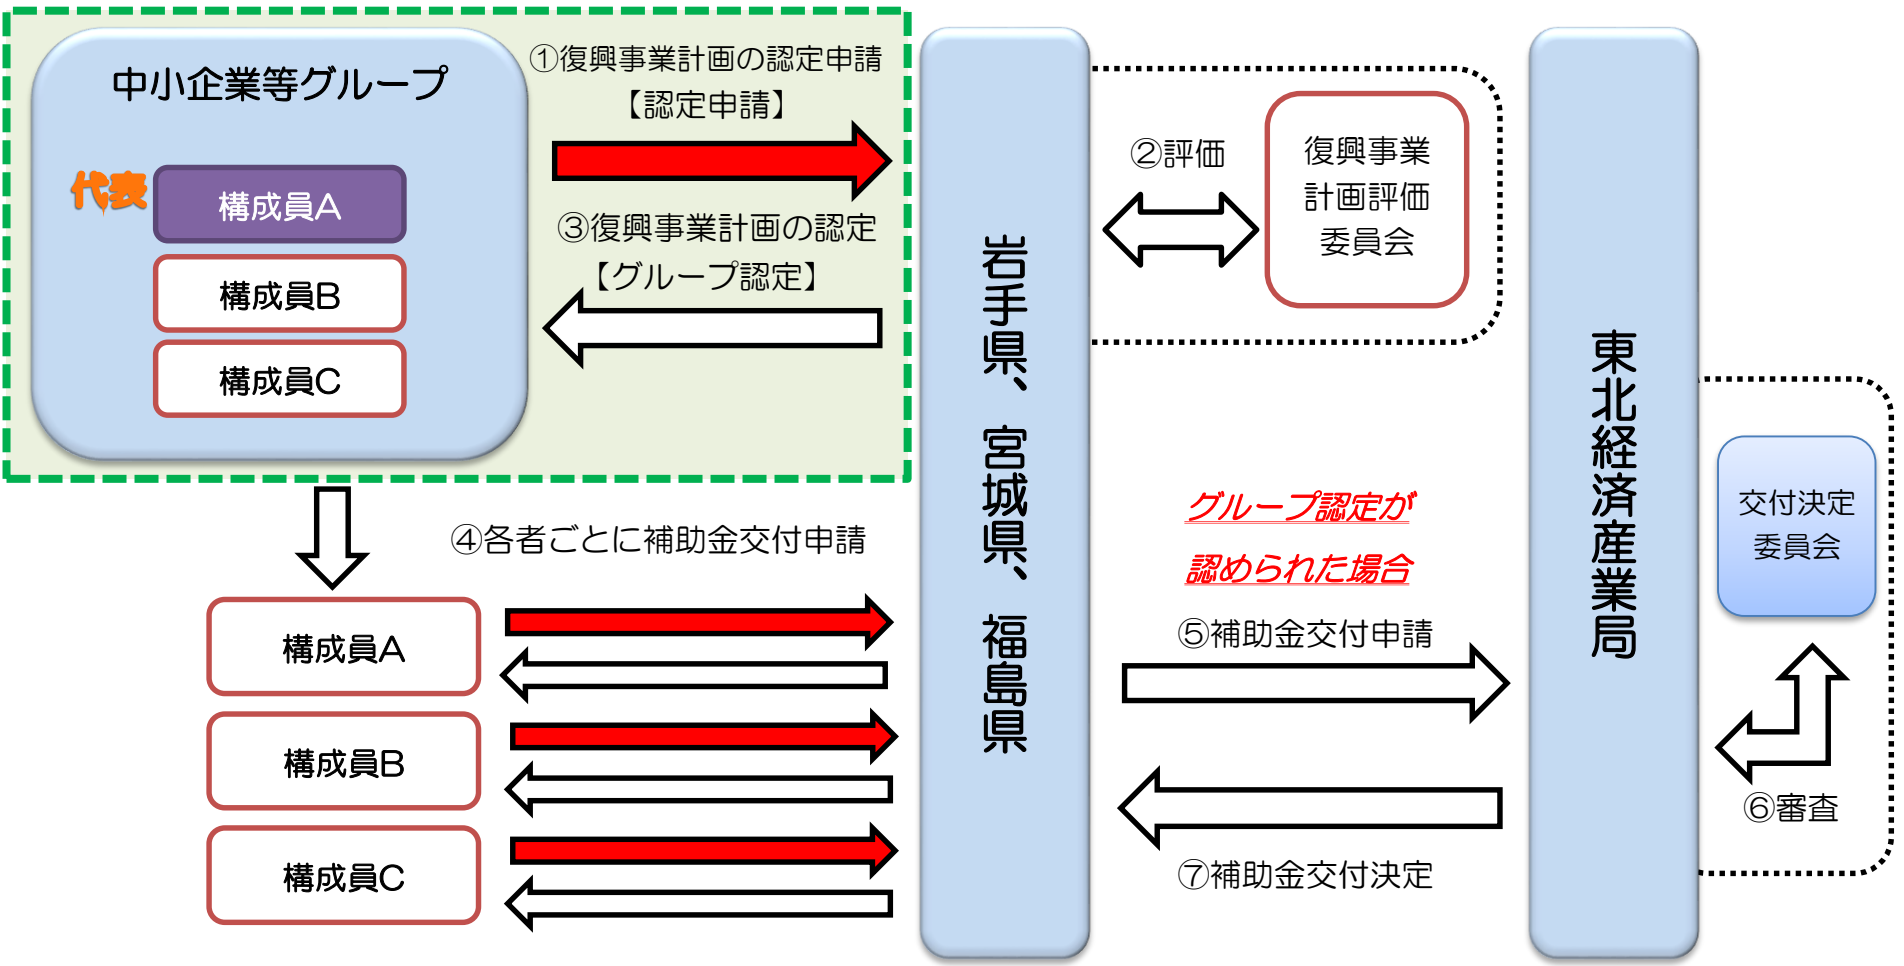 中小企業等グループ
代表
構成員A
構成員B
構成員C
①復興事業計画の認定申請
【認定申請】
③復興事業計画の認定
【グループ認定】
②評価
復興事業
計画評価
委員会
岩手県、宮城県、福島県
東北経済産業局
④各者ごとに補助金交付申請
構成員A
構成員B
構成員C
グループ認定が
認められた場合
⑤補助金交付申請
⑦補助金交付決定
交付決定
委員会
⑥審査